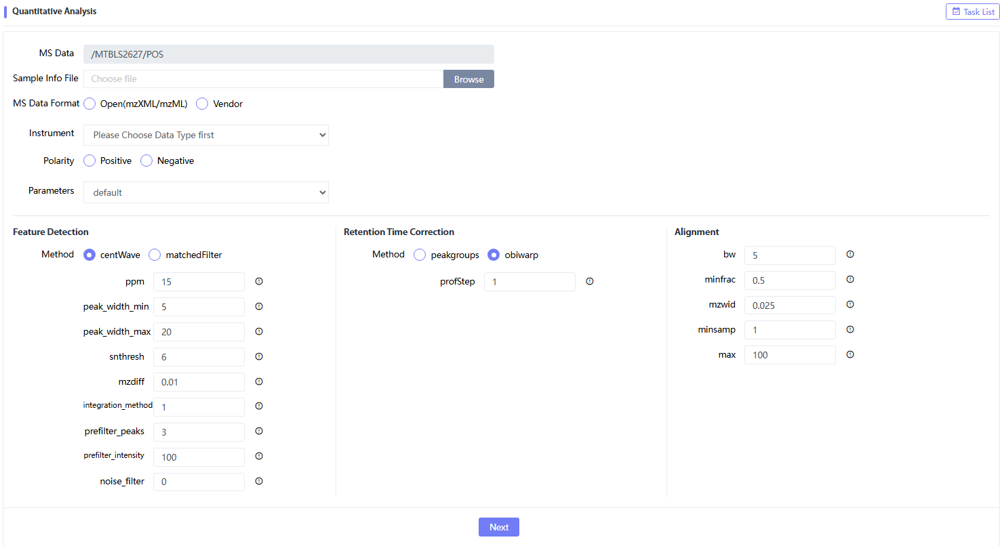 Quantitative Analysis
Task List
MS Data /MTBLS2627/POS
Sample Info File Choose file Browse
MS Data Format Open(mzXML/mzML) Vendor
Instrument Please Choose Data Type first
Polarity Positive Negative
Parameters default
Feature Detection
Method centWave matchedFilter
ppm 15
peak_width_min 5
peak_width_max 20
snthresh 6
mzdiff 0.01
integration_method 1
prefilter_peaks 3
prefilter_intensity 100
noise_filter 0
Retention Time Correction
Method peakgroups obiwarp
profStep 1
Alignment
bw 5
minfrac 0.5
mzwid 0.025
minsamp 1
max 100
Next